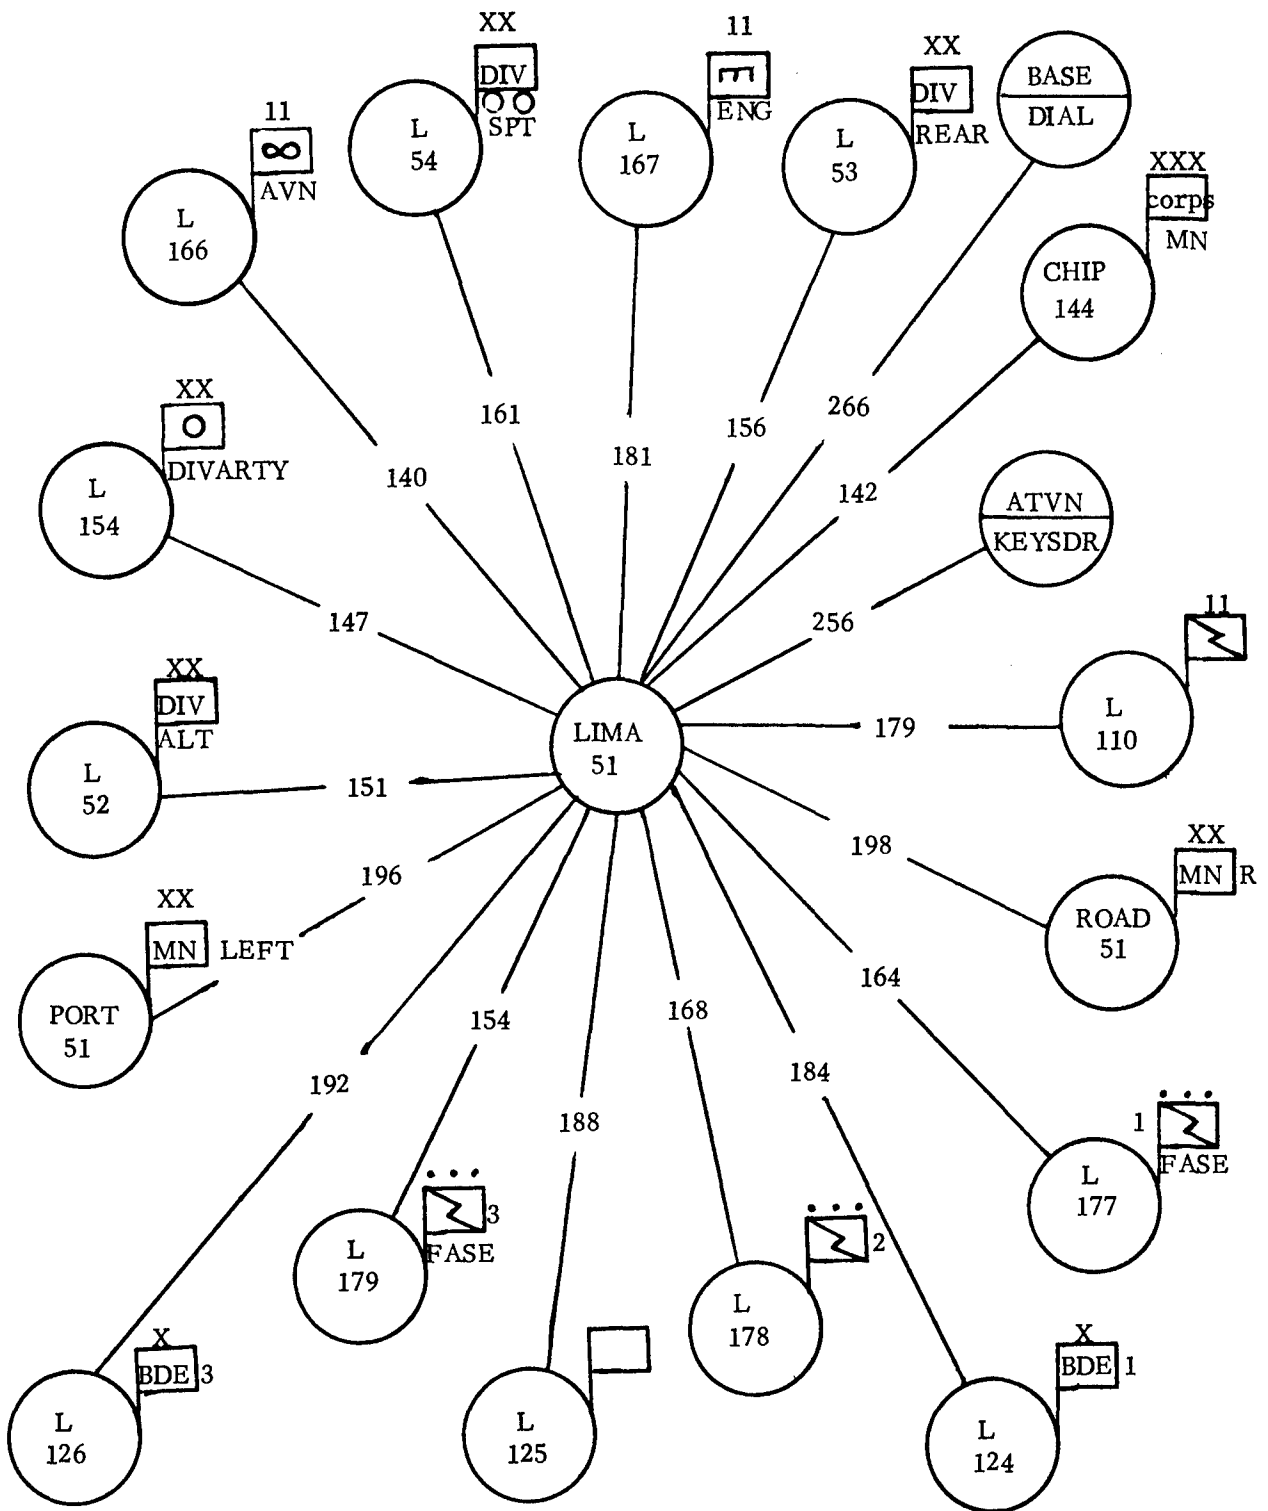 XX
DIV
SPT
L
54
11
ENG
L
167
XX
DIV
REAR
L
53
BASE
DIAL
11
AVN
L
166
XXX
corps
MN
CHIP
144
161
181
156
266
142
140
XX
DIVARTY
L
154
147
ATVN
KEYSDR
256
11
L
110
179
LIMA
51
XX
DIV
ALT
L
52
151
198
XX
MN R
ROAD
51
196
XX
MN LEFT
PORT
51
192
154
188
168
184
164
1
FASE
L
177
3
FASE
L
179
2
L
178
X
BDE 3
L
126
L
125
X
BDE 1
L
124